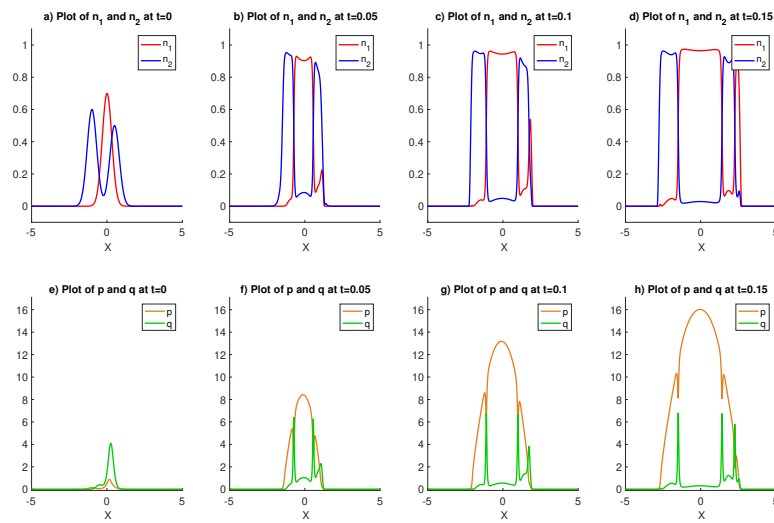 a) Plot of n1 and n2 at t=0
b) Plot of n1 and n2 at t=0.05
c) Plot of n1 and n2 at t=0.1
d) Plot of n1 and n2 at t=0.15
1
0.8
0.6
0.4
0.2
0
-5
0
5
X
n1
n2
1
0.8
0.6
0.4
0.2
0
-5
0
5
X
n1
n2
1
0.8
0.6
0.4
0.2
0
-5
0
5
X
n1
n2
1
0.8
0.6
0.4
0.2
0
-5
0
5
X
n1
n2
e) Plot of p and q at t=0
f) Plot of p and q at t=0.05
g) Plot of p and q at t=0.1
h) Plot of p and q at t=0.15
16
14
12
10
8
6
4
2
0
-5
0
5
X
p
q
16
14
12
10
8
6
4
2
0
-5
0
5
X
p
q
16
14
12
10
8
6
4
2
0
-5
0
5
X
p
q
16
14
12
10
8
6
4
2
0
-5
0
5
X
p
q